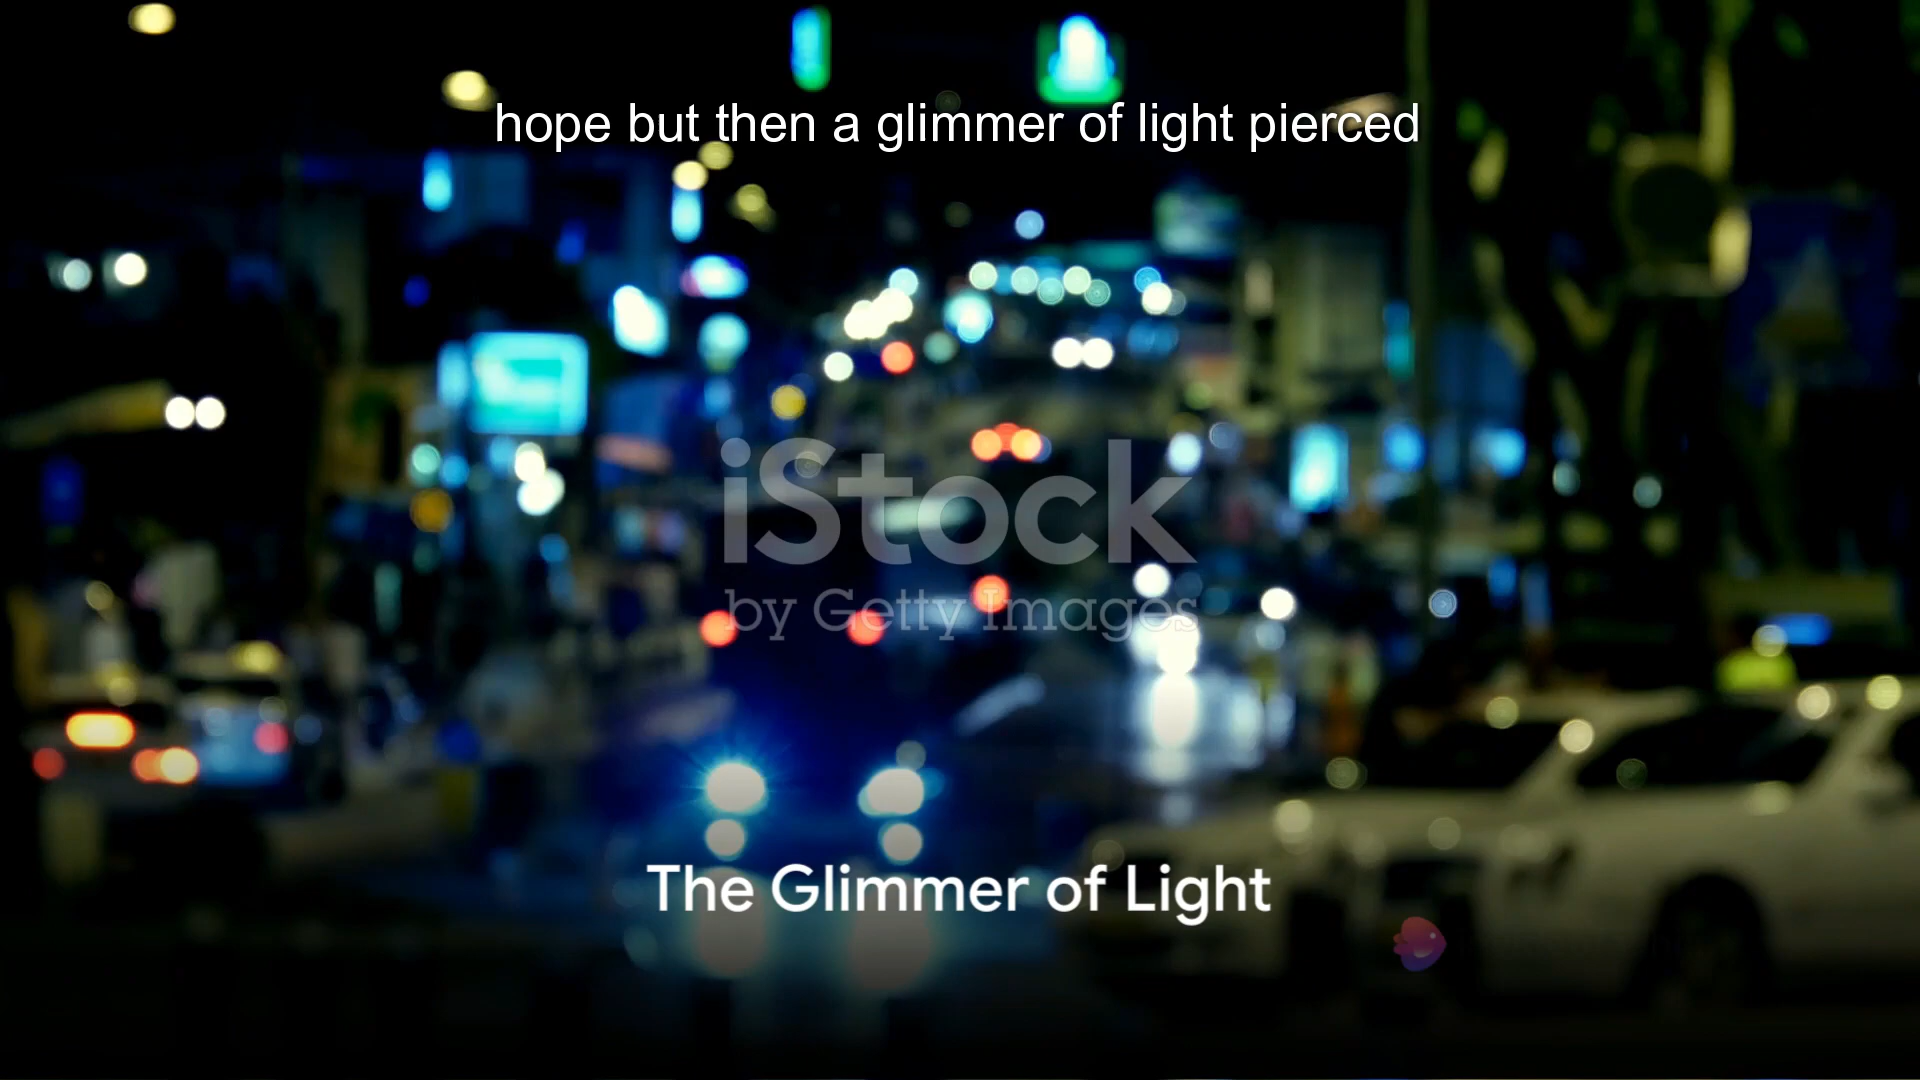 hope but then a glimmer of light pierced
iStock
by Getty Images
The Glimmer of Light